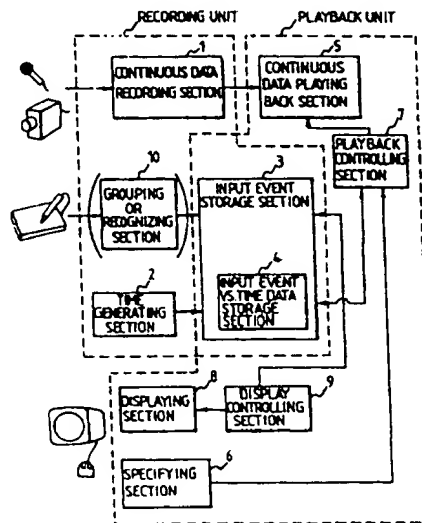 RECORDING UNIT
PLAYBACK UNIT
1
CONTINUOUS DATA
RECORDING SECTION
5
CONTINUOUS
DATA PLAYING
BACK SECTION
7
PLAYBACK
CONTROLLING
SECTION
10
GROUPING
OR
RECOGNIZING
SECTION
3
INPUT EVENT
STORAGE SECTION
4
INPUT EVENT
VS.TIME DATA
STORAGE
SECTION
2
TIME
GENERATING
SECTION
8
DISPLAYING
SECTION
9
DISPLAY
CONTROLLING
SECTION
6
SPECIFYING
SECTION